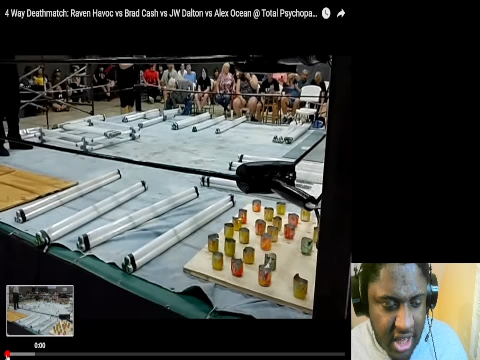 4 Way Deathmatch: Raven Havoc vs Brad Cash vs JW Dalton vs Alex Ocean @ Total Psychopa...
0:00